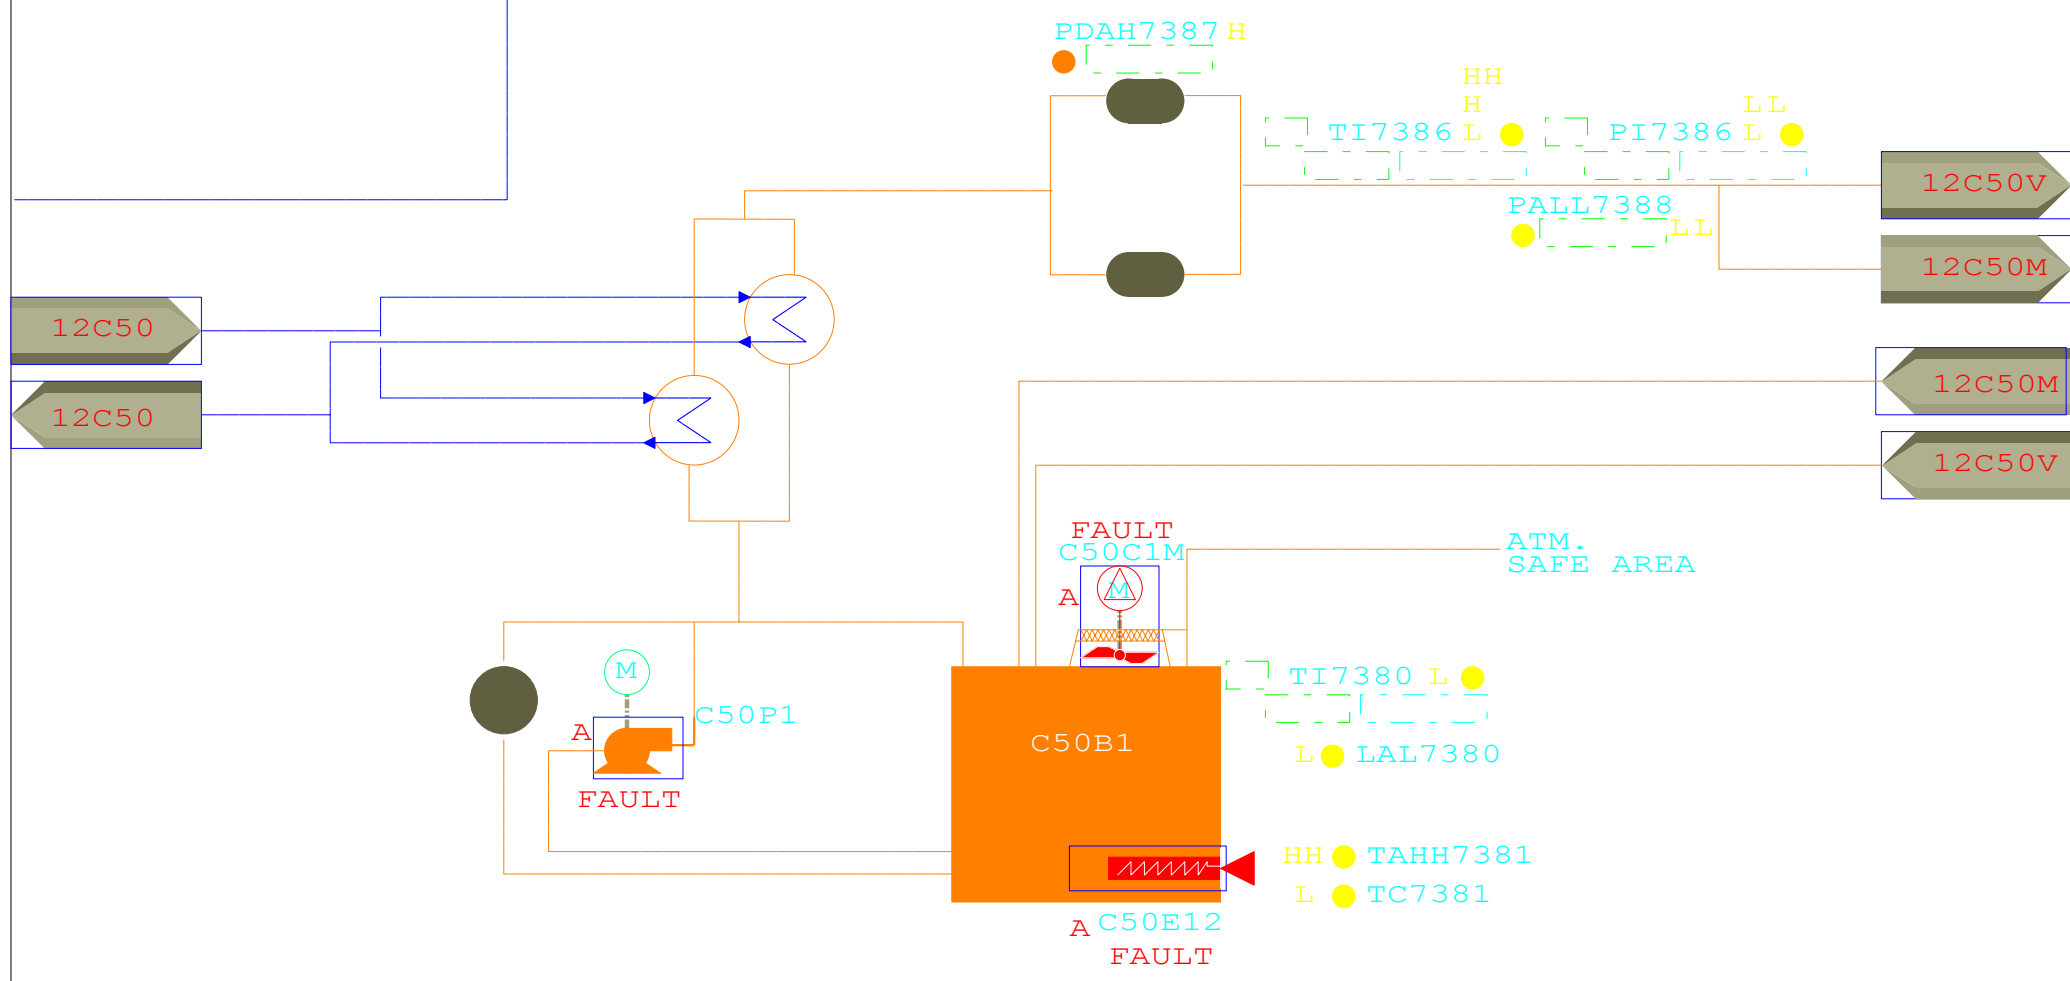 PDAH7387 H
HH
H
TI7386 L
LL
PI7386 L
12C50V
PALL7388
LL
12C50M
12C50
12C50M
12C50
12C50V
FAULT
C50C1M
ATM.
SAFE AREA
M
A
M
TI7380 L
C50P1
A
C50B1
L LAL7380
FAULT
HH TAHH7381
L TC7381
A C50E12
FAULT